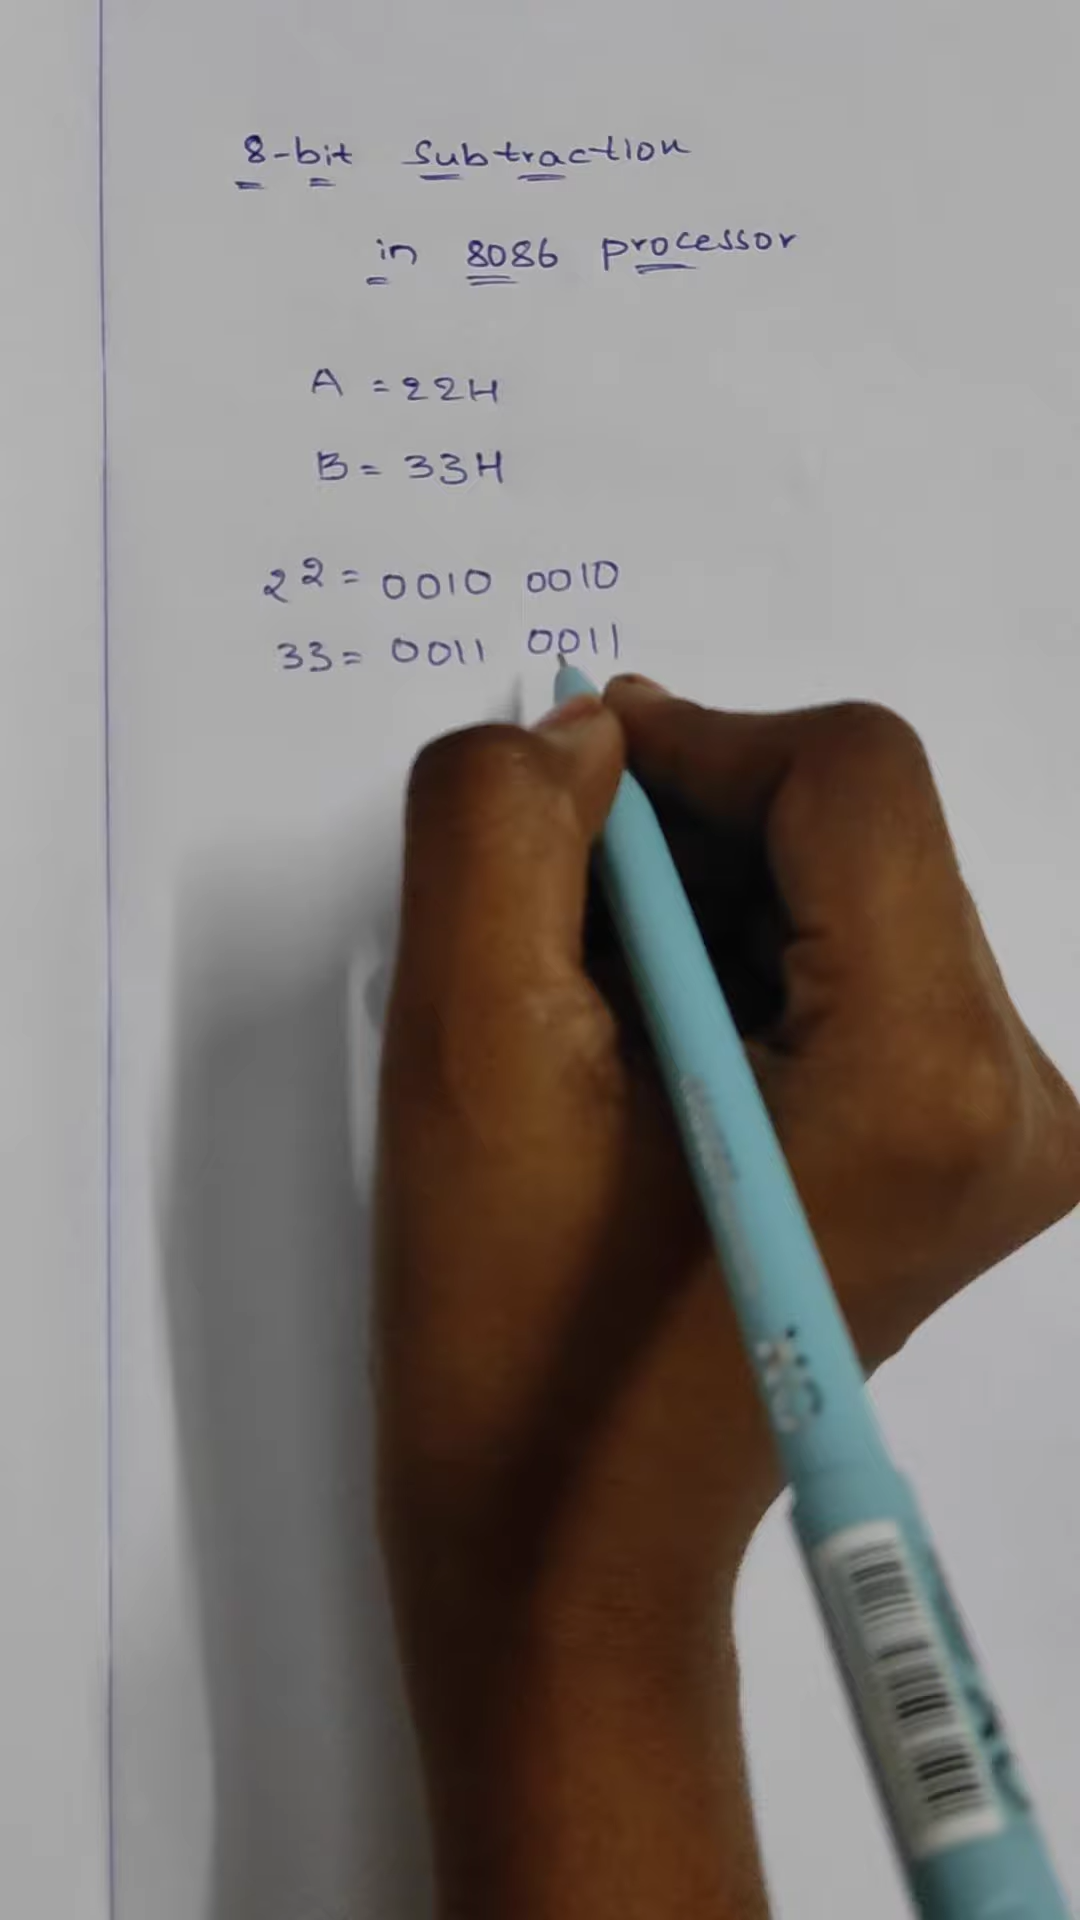 8-bit Subtraction
in 8086 processor
A = 22H
B = 33H
22 = 0010 0010
33 = 0011 0011